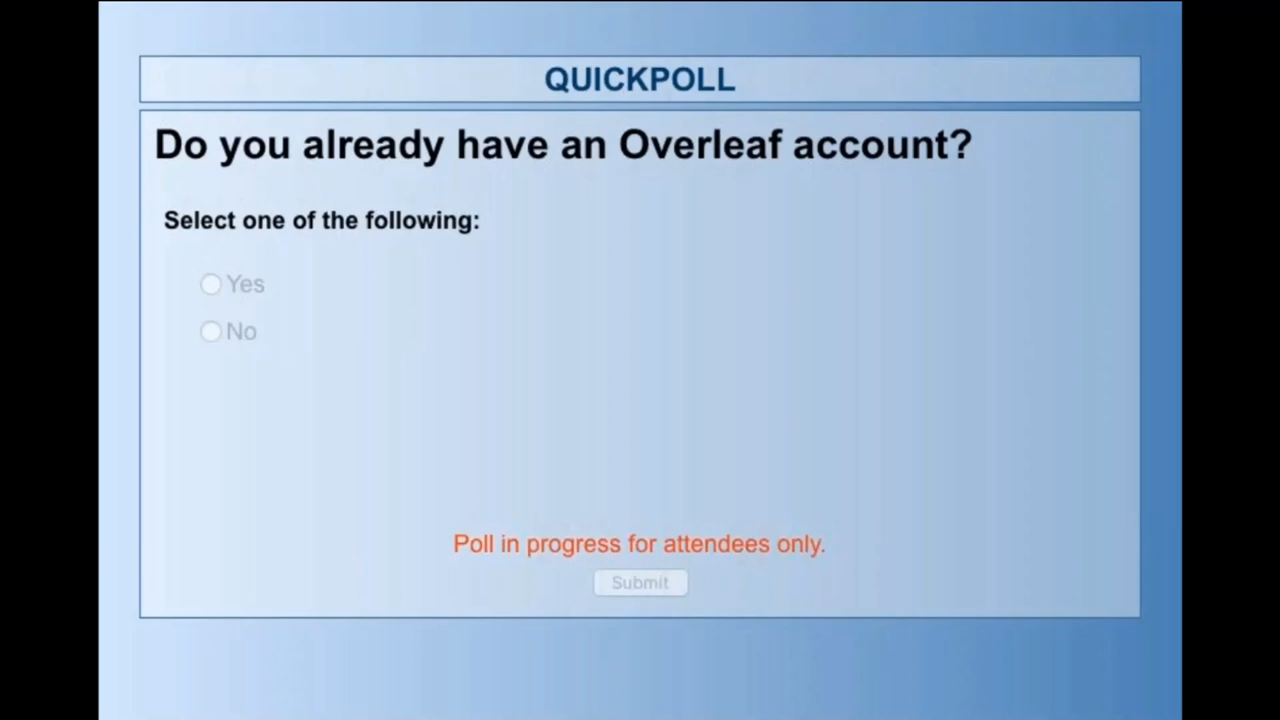 QUICKPOLL
Do you already have an Overleaf account?
Select one of the following:
Yes
No
Poll in progress for attendees only.
Submit